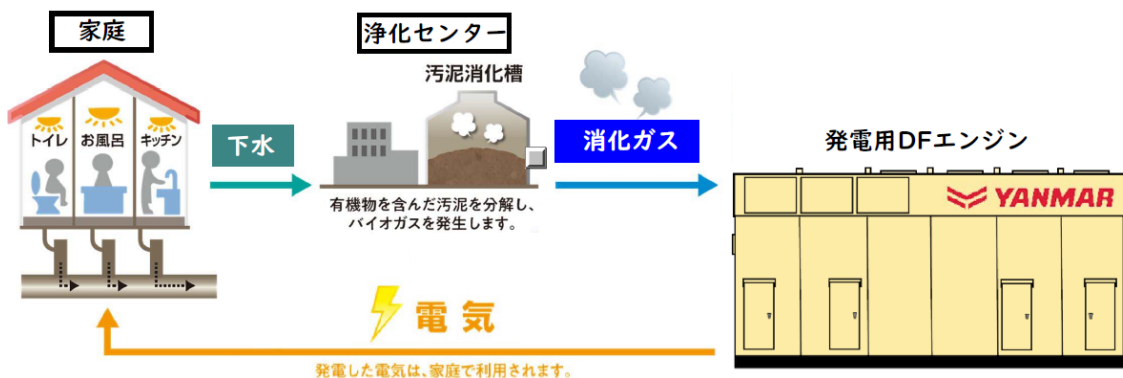 家庭
浄化センター
汚泥消化槽
トイレ
お風呂
キッチン
下水
消化ガス
有機物を含んだ汚泥を分解し、
バイオガスを発生します。
発電用DFエンジン
YANMAR
電気
発電した電気は、家庭で利用されます。